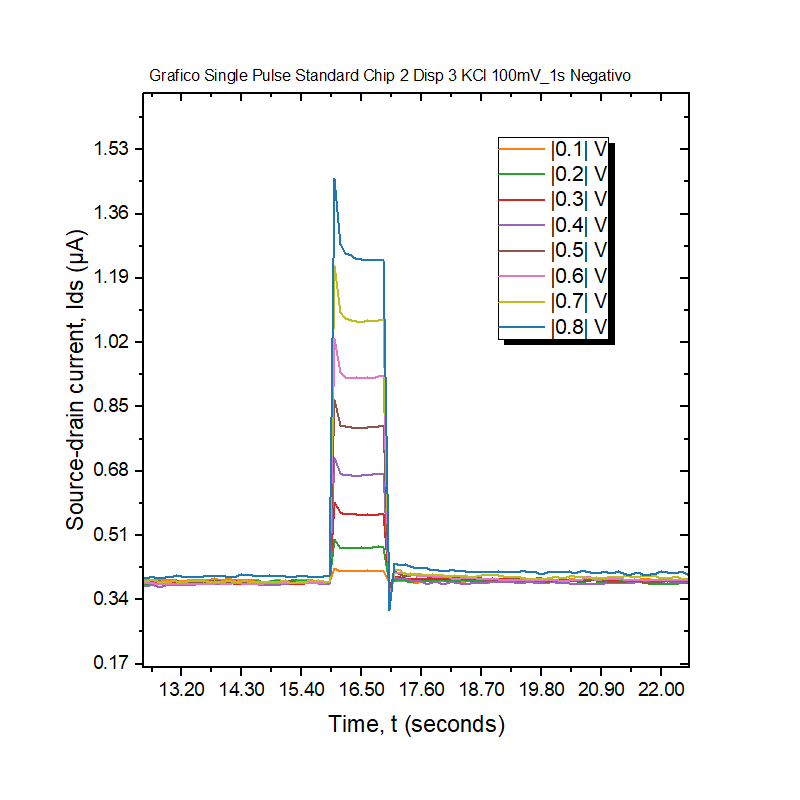 Grafico Single Pulse Standard Chip 2 Disp 3 KCl 100mV_1s Negativo
1.53
1.36
1.19
1.02
0.85
0.68
0.51
0.34
0.17
Source-drain current, Ids (µA)
|0.1| V
|0.2| V
|0.3| V
|0.4| V
|0.5| V
|0.6| V
|0.7| V
|0.8| V
13.20 14.30 15.40 16.50 17.60 18.70 19.80 20.90 22.00
Time, t (seconds)